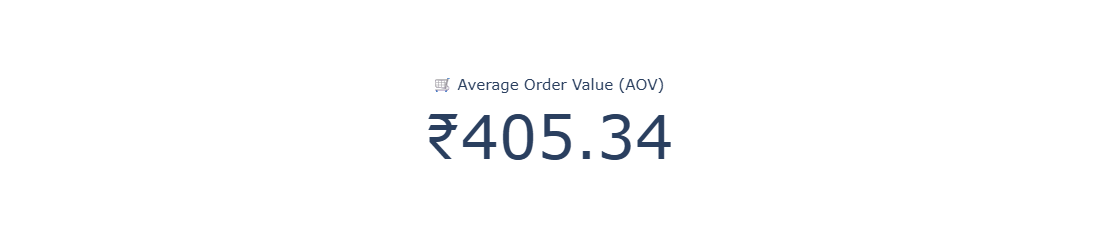 🛒 Average Order Value (AOV)
₹405.34